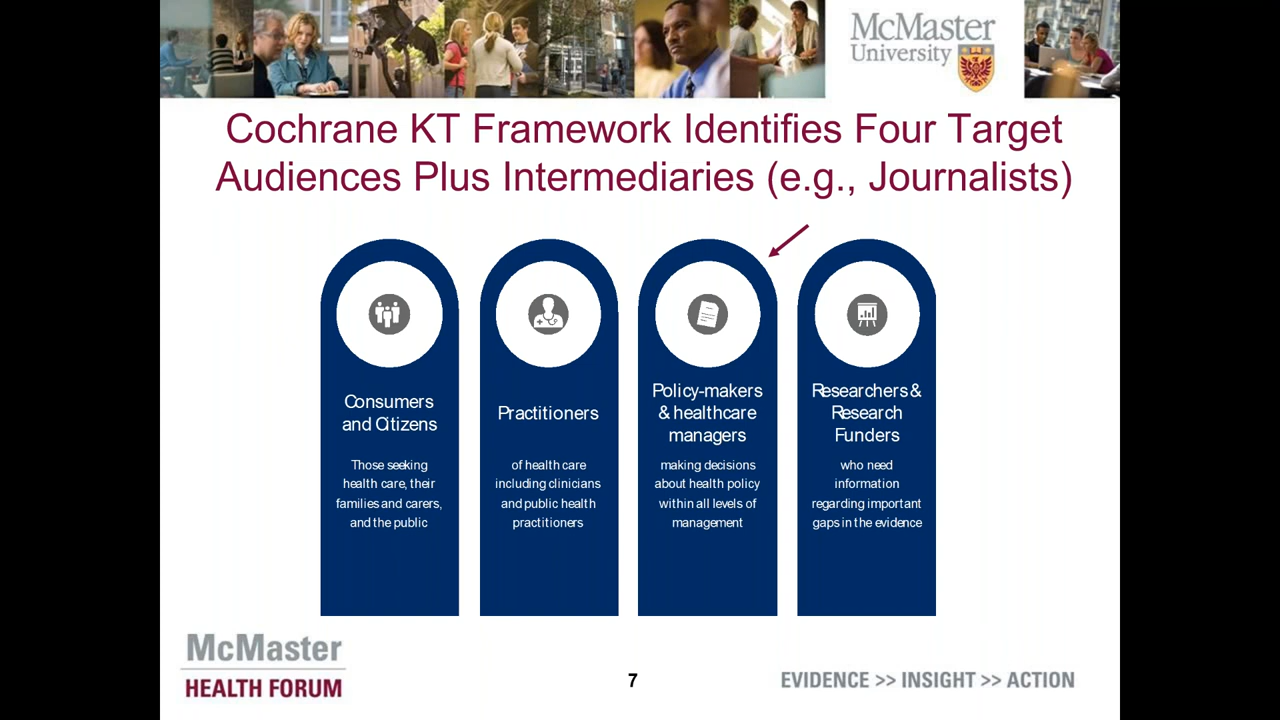 McMaster
University
Cochrane KT Framework Identifies Four Target
Audiences Plus Intermediaries (e.g., Journalists)
Consumers
and Citizens
Those seeking
health care, their
families and carers,
and the public
Practitioners
of health care
including clinicians
and public health
practitioners
Policy-makers
& healthcare
managers
making decisions
about health policy
within all levels of
management
Researchers &
Research
Funders
who need
information
regarding important
gaps in the evidence
McMaster
HEALTH FORUM
7
EVIDENCE >> INSIGHT >> ACTION